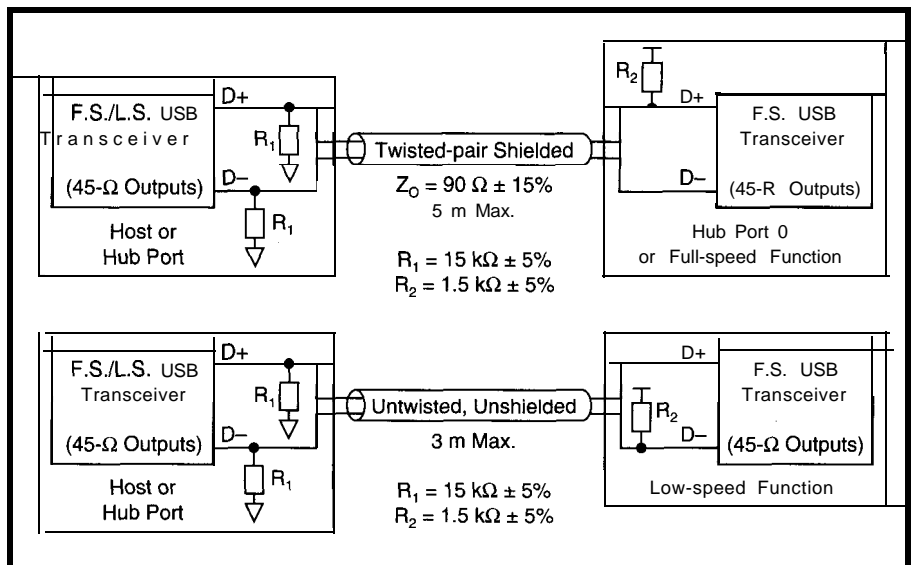 F.S./L.S. USB
Transceiver
(45-Ω Outputs)
D+
R₁
D–
R₁
Host or
Hub Port
Twisted-pair Shielded
Z₀ = 90 Ω ± 15%
5 m Max.
R₁ = 15 kΩ ± 5%
R₂ = 1.5 kΩ ± 5%
R₂
D+
D–
F.S. USB
Transceiver
(45-R Outputs)
Hub Port 0
or Full-speed Function
F.S./L.S. USB
Transceiver
(45-Ω Outputs)
D+
R₁
D–
R₁
Host or
Hub Port
Untwisted, Unshielded
3 m Max.
R₁ = 15 kΩ ± 5%
R₂ = 1.5 kΩ ± 5%
D+
R₂
D–
F.S. USB
Transceiver
(45-Ω Outputs)
Low-speed Function